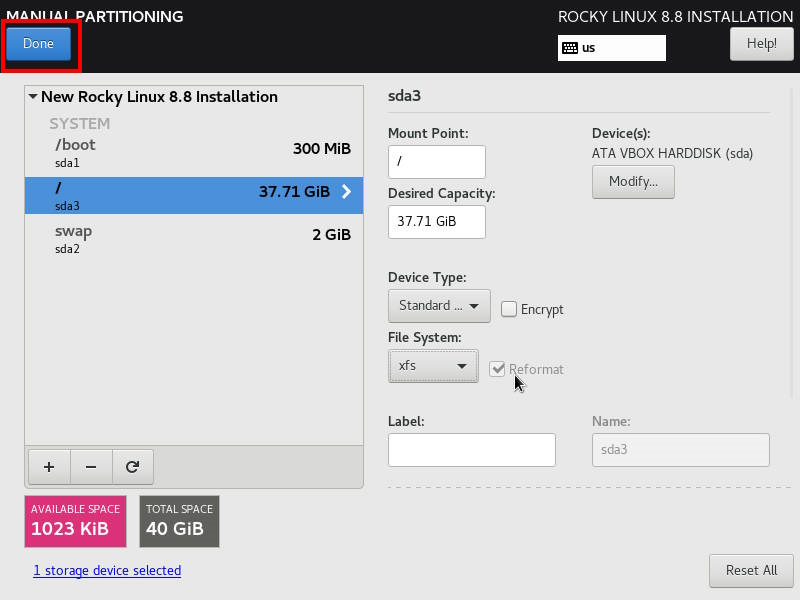 MANUAL PARTITIONING
ROCKY LINUX 8.8 INSTALLATION
Done
us
Help!
New Rocky Linux 8.8 Installation
SYSTEM
/boot
300 MiB
sda1
/
37.71 GiB
sda3
swap
2 GiB
sda2
+ −
AVAILABLE SPACE
1023 KiB
TOTAL SPACE
40 GiB
1 storage device selected
sda3
Mount Point:
/
Device(s):
ATA VBOX HARDDISK (sda)
Modify...
Desired Capacity:
37.71 GiB
Device Type:
Standard ...
Encrypt
File System:
xfs
Reformat
Label:
Name:
sda3
Reset All